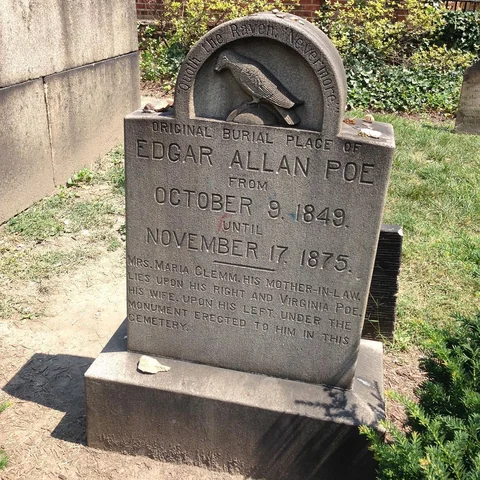 Quoth the Raven, Nevermore
ORIGINAL BURIAL PLACE OF
EDGAR ALLAN POE
FROM
OCTOBER 9. 1849.
UNTIL
NOVEMBER 17. 1875.
MRS. MARIA CLEMM, HIS MOTHER-IN-LAW,
LIES UPON HIS RIGHT AND VIRGINIA POE,
HIS WIFE, UPON HIS LEFT, UNDER THE
MONUMENT ERECTED TO HIM IN THIS
CEMETERY.